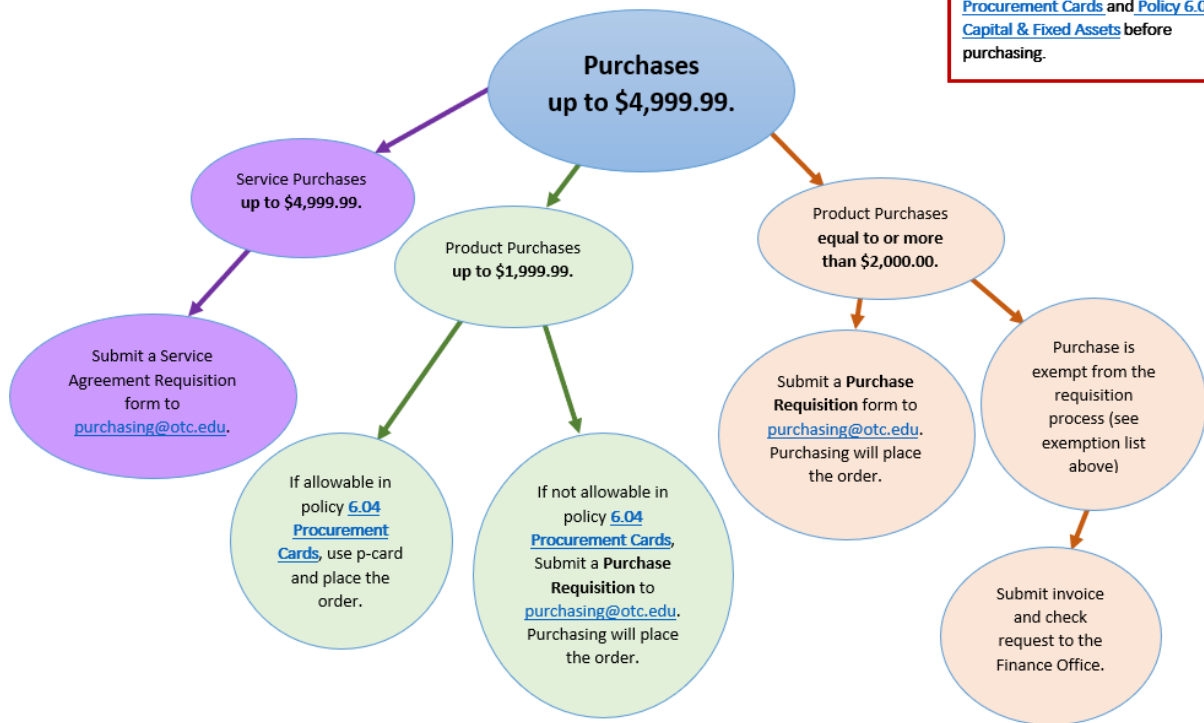 Procurement Cards and Policy 6.0
Capital & Fixed Assets before
purchasing.
Purchases
up to $4,999.99.
Service Purchases
up to $4,999.99.
Product Purchases
up to $1,999.99.
Product Purchases
equal to or more
than $2,000.00.
Submit a Service
Agreement Requisition
form to
purchasing@otc.edu.
If allowable in
policy 6.04
Procurement
Cards, use p-card
and place the
order.
If not allowable in
policy 6.04
Procurement Cards,
Submit a Purchase
Requisition to
purchasing@otc.edu.
Purchasing will place
the order.
Submit a Purchase
Requisition form to
purchasing@otc.edu.
Purchasing will place
the order.
Purchase is
exempt from the
requisition
process (see
exemption list
above)
Submit invoice
and check
request to the
Finance Office.